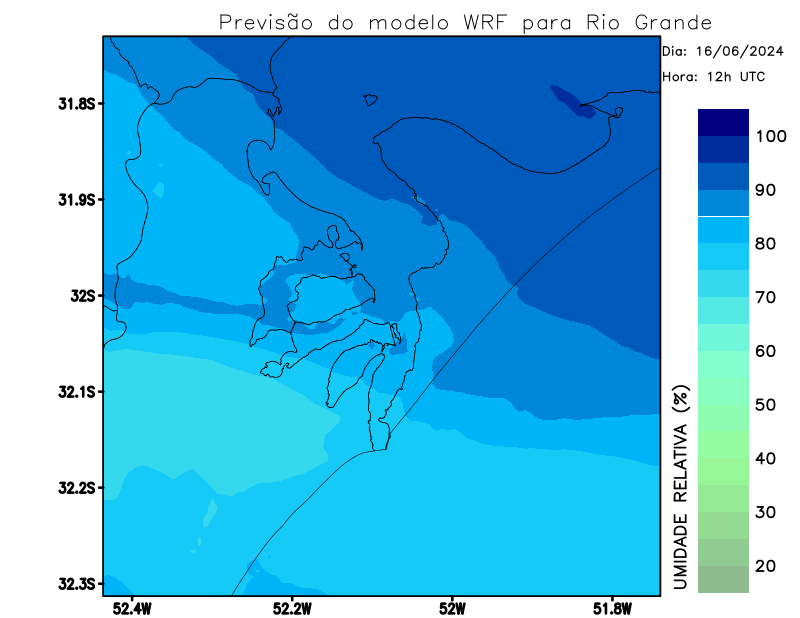 Previsão do modelo WRF para Rio Grande
Dia: 16/06/2024
Hora: 12h UTC
31.8S
31.9S
32S
32.1S
32.2S
32.3S
52.4W
52.2W
52W
51.8W
100
90
80
70
60
50
40
30
20
UMIDADE RELATIVA (%)